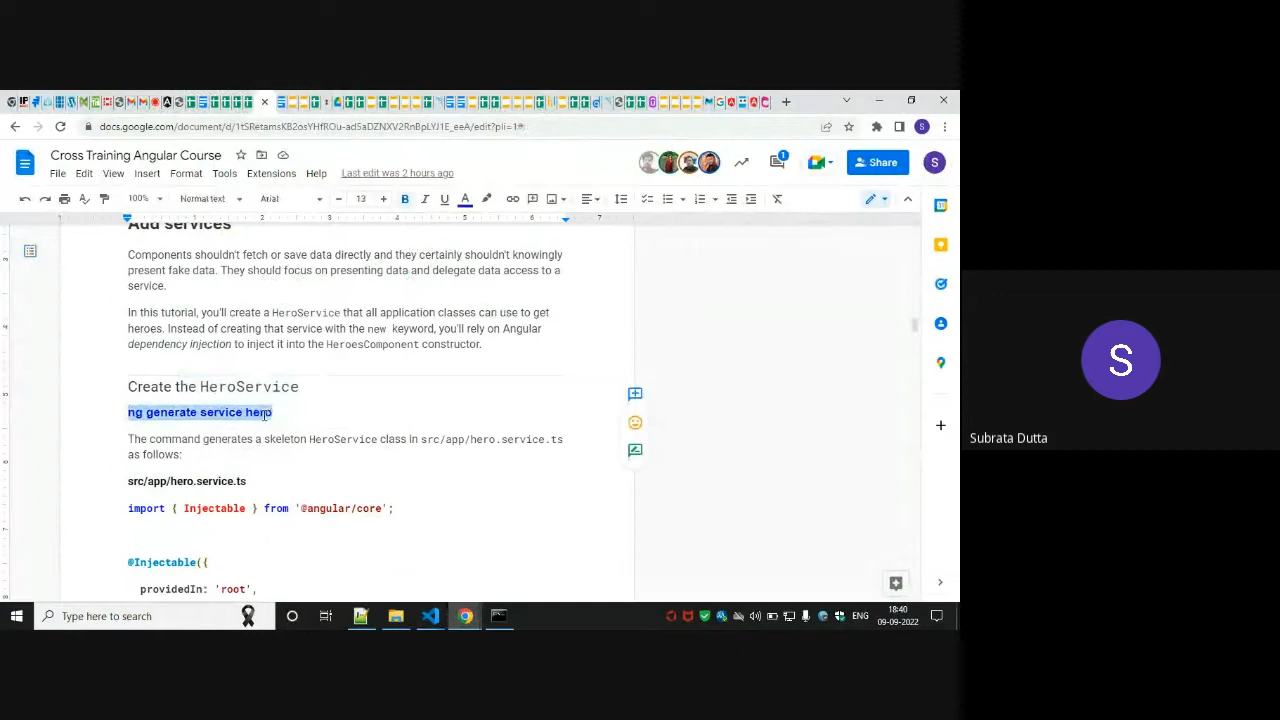 docs.google.com/document/d/
Cross Training Angular Course
File Edit View Insert Format Tools Extensions Help Last edit was 2 hours ago
1
Share
S
100% Normal text Arial 13
Add services
Components shouldn't fetch or save data directly and they certainly shouldn't knowingly
present fake data. They should focus on presenting data and delegate data access to a
service.
In this tutorial, you'll create a HeroService that all application classes can use to get
heroes. Instead of creating that service with the new keyword, you'll rely on Angular
dependency injection to inject it into the HeroesComponent constructor.
Create the HeroService
ng generate service hero
The command generates a skeleton HeroService class in src/app/hero.service.ts
as follows:
src/app/hero.service.ts
import { Injectable } from '@angular/core';
@Injectable({
providedIn: 'root',
S
Subrata Dutta
Type here to search
ENG
18:40
09-09-2022